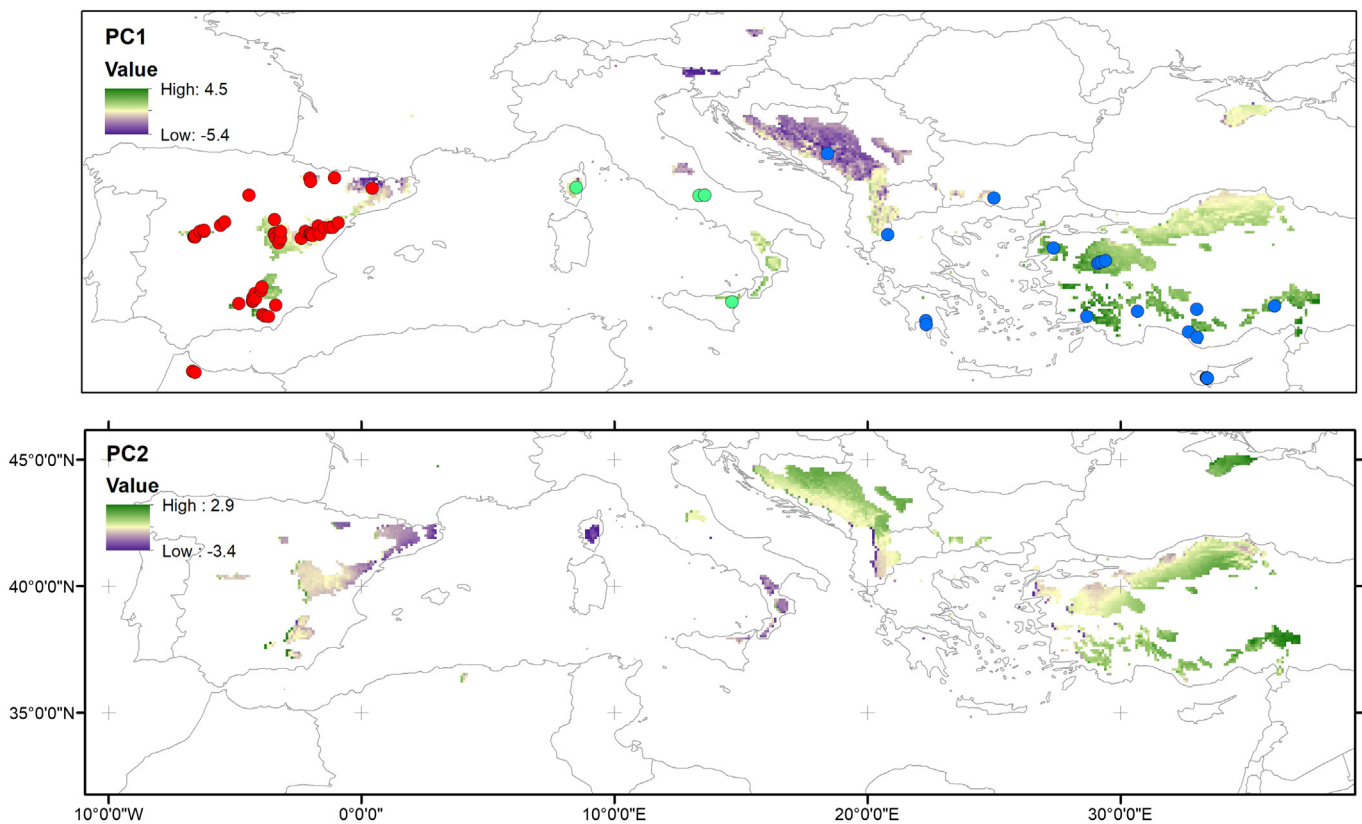 PC1
Value
High: 4.5
Low: -5.4
PC2
Value
High : 2.9
Low : -3.4
45°0'0"N
40°0'0"N
35°0'0"N
10°0'0"W 0°0'0" 10°0'0"E 20°0'0"E 30°0'0"E